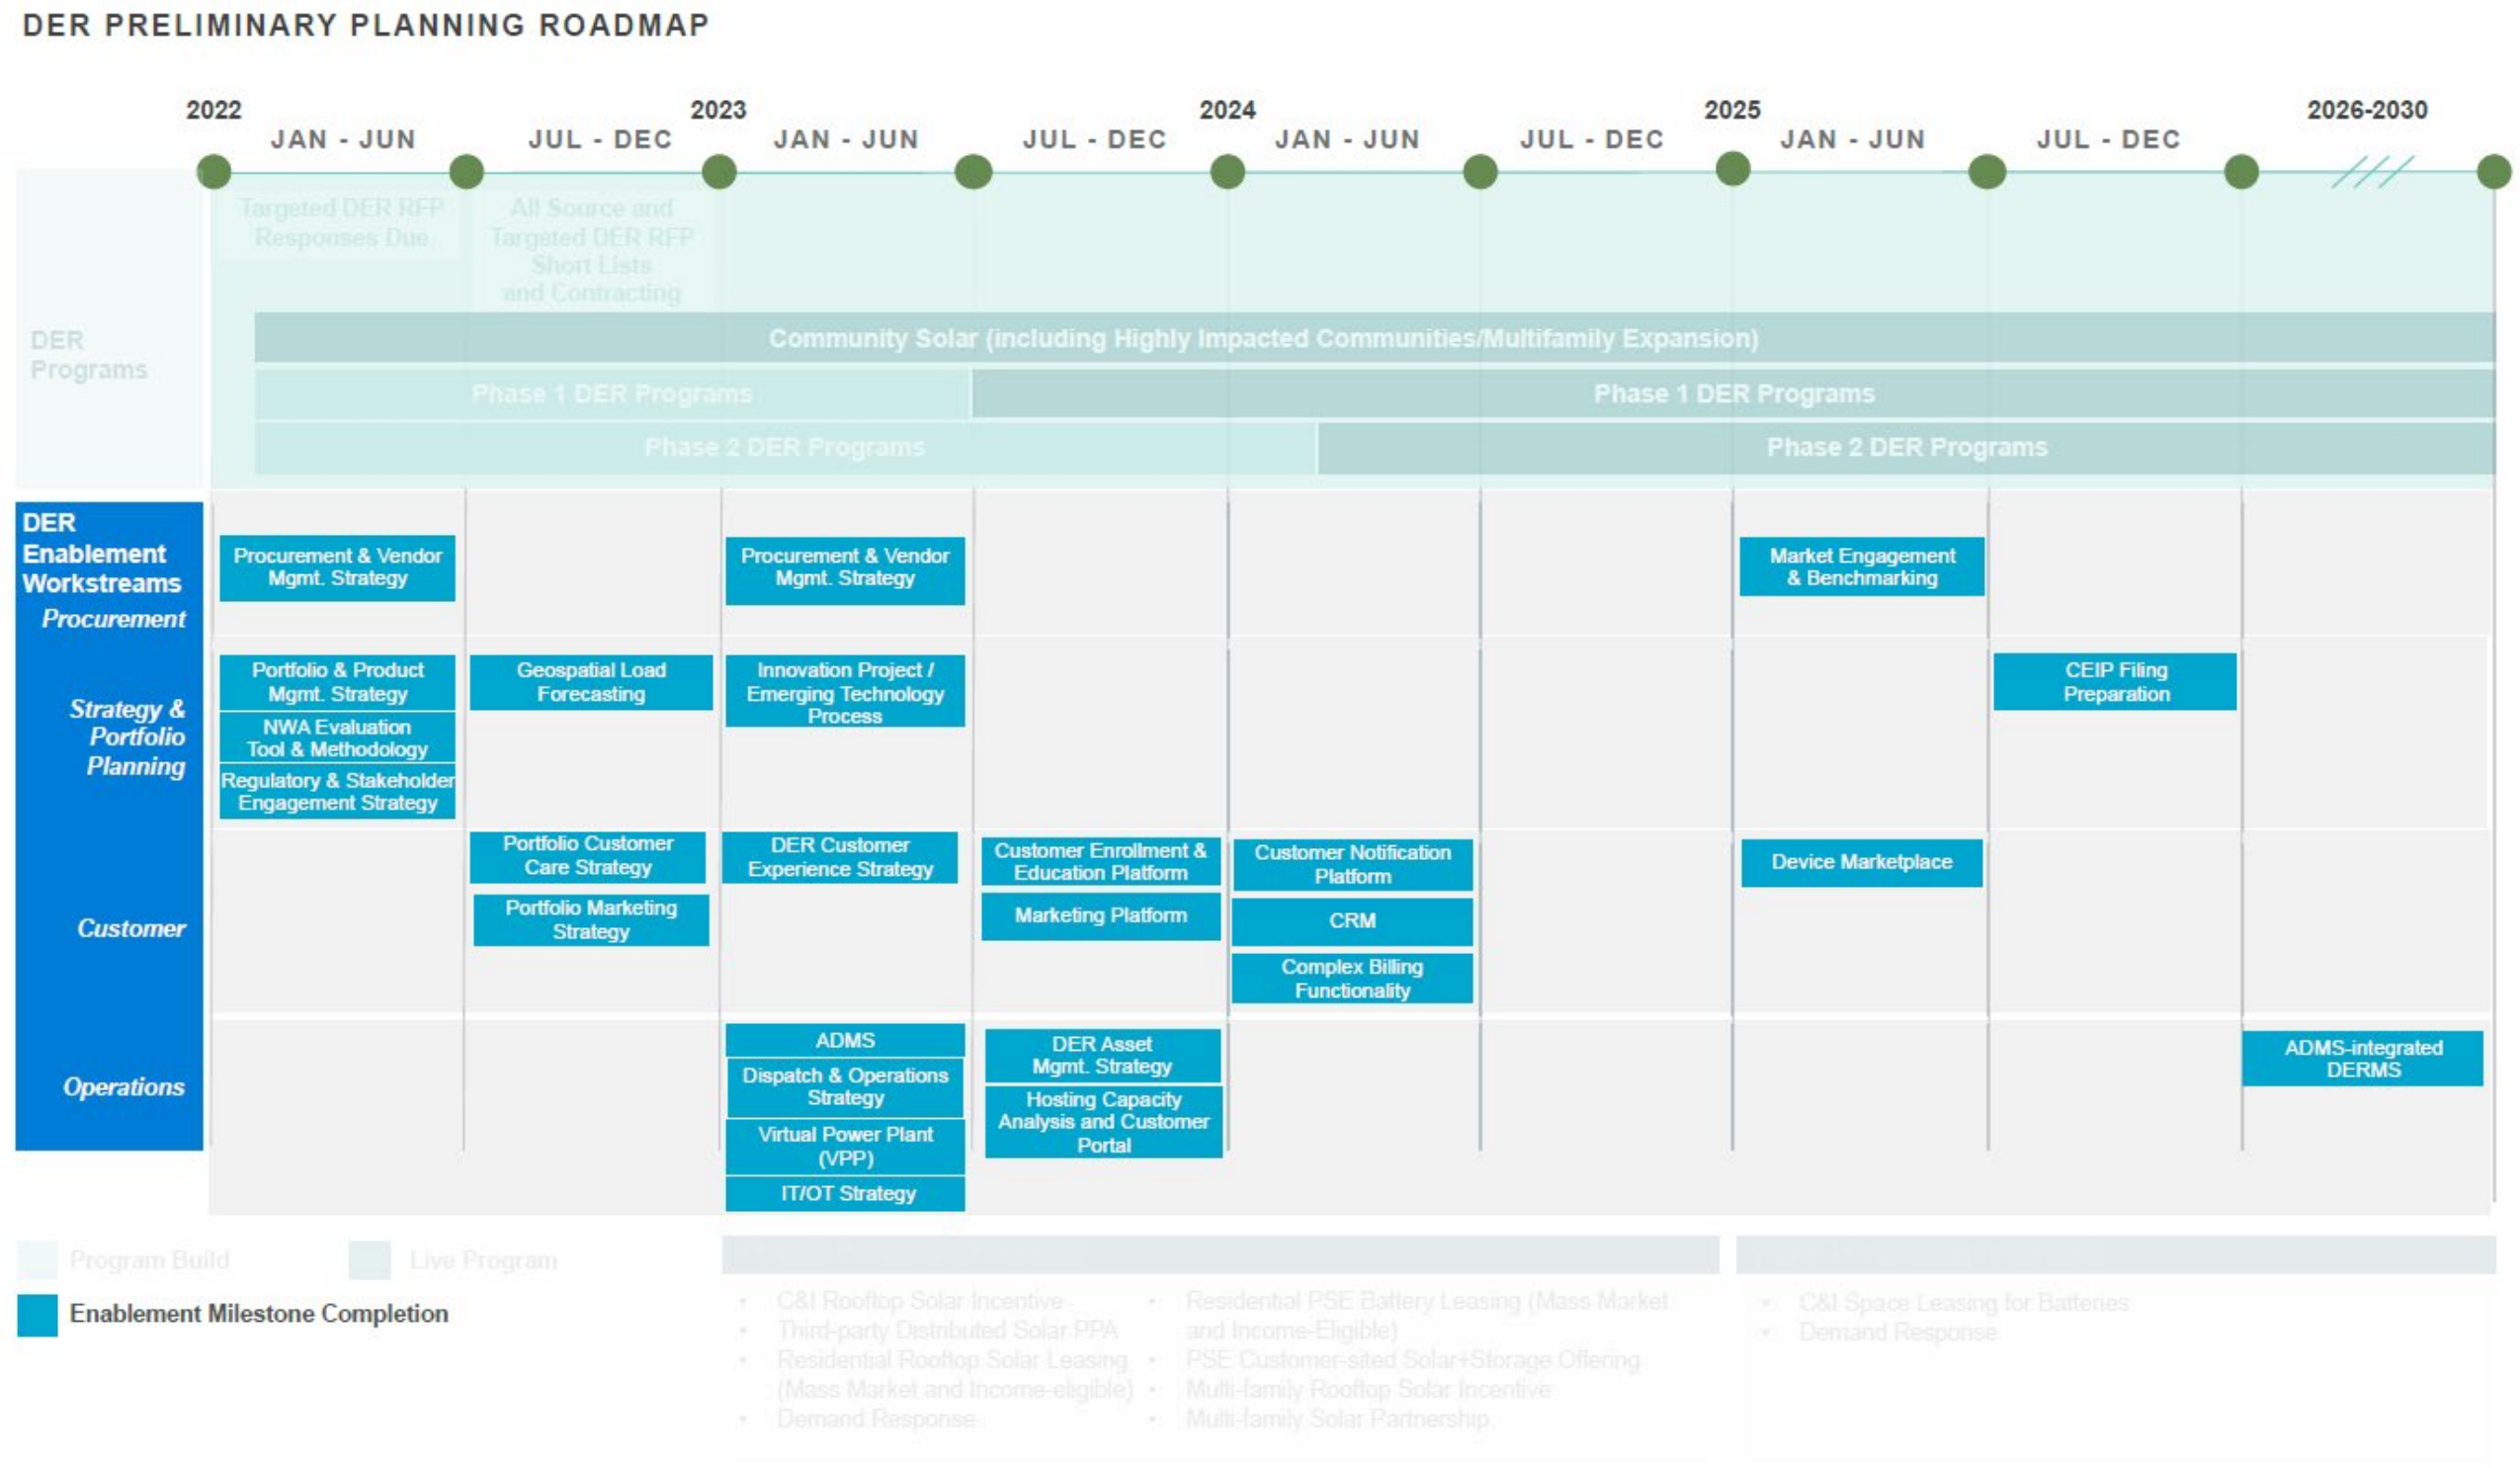 DER PRELIMINARY PLANNING ROADMAP
2022
2023
2024
2025
2026-2030
JAN - JUN
JUL - DEC
JAN - JUN
JUL - DEC
JAN - JUN
JUL - DEC
JAN - JUN
JUL - DEC
DER
Programs
Targeted DER RFP
Responses Due
All Source and
Targeted DER RFP
Short Lists
and Contracting
Community Solar (including Highly Impacted Communities/Multifamily Expansion)
Phase 1 DER Programs
Phase 1 DER Programs
Phase 2 DER Programs
Phase 2 DER Programs
DER
Enablement
Workstreams
Procurement
Procurement & Vendor
Mgmt. Strategy
Procurement & Vendor
Mgmt. Strategy
Market Engagement
& Benchmarking
Strategy &
Portfolio
Planning
Portfolio & Product
Mgmt. Strategy
NWA Evaluation
Tool & Methodology
Regulatory & Stakeholder
Engagement Strategy
Geospatial Load
Forecasting
Innovation Project /
Emerging Technology
Process
CEIP Filing
Preparation
Customer
Portfolio Customer
Care Strategy
Portfolio Marketing
Strategy
DER Customer
Experience Strategy
Customer Enrollment &
Education Platform
Marketing Platform
Customer Notification
Platform
CRM
Complex Billing
Functionality
Device Marketplace
Operations
ADMS
Dispatch & Operations
Strategy
Virtual Power Plant
(VPP)
IT/OT Strategy
DER Asset
Mgmt. Strategy
Hosting Capacity
Analysis and Customer
Portal
ADMS-integrated
DERMS
Program Build
Live Program
Enablement Milestone Completion
• C&I Rooftop Solar Incentive
• Third-party Distributed Solar PPA
• Residential Rooftop Solar Leasing
(Mass Market and Income-eligible)
• Demand Response
• Residential PSE Battery Leasing (Mass Market
and Income-Eligible)
• PSE Customer-sited Solar+Storage Offering
• Multi-family Rooftop Solar Incentive
• Multi-family Solar Partnership
• C&I Space Leasing for Batteries
• Demand Response